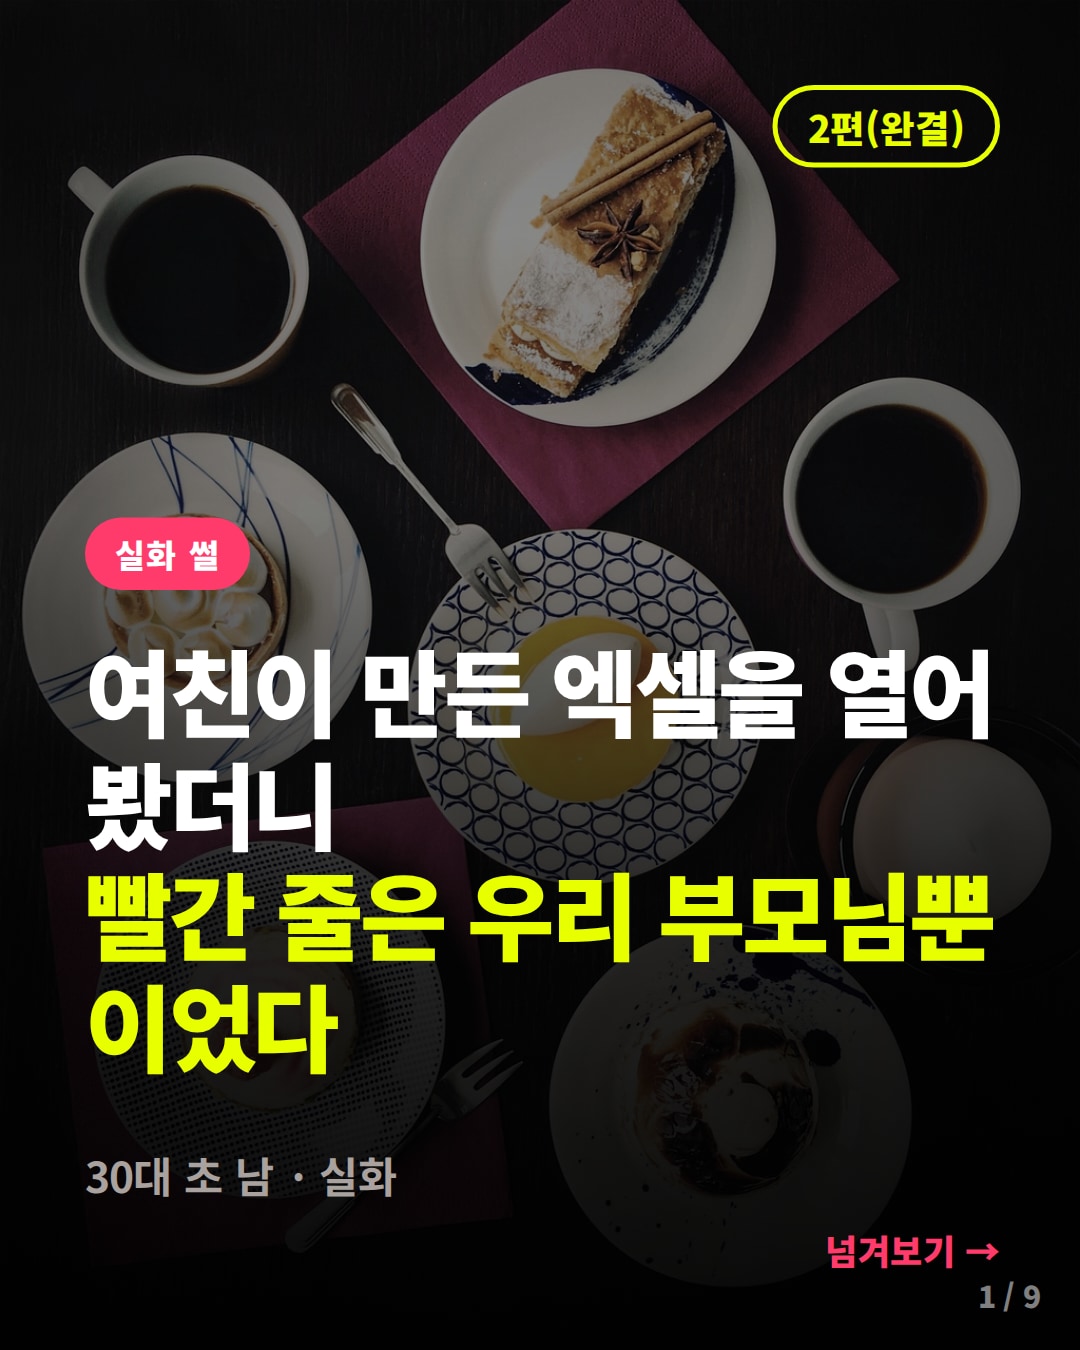 2편(완결)
실화 썰
여친이 만든 엑셀을 열어
봤더니
빨간 줄은 우리 부모님뿐
이었다
30대 초 남 · 실화
넘겨보기 →
1 / 9